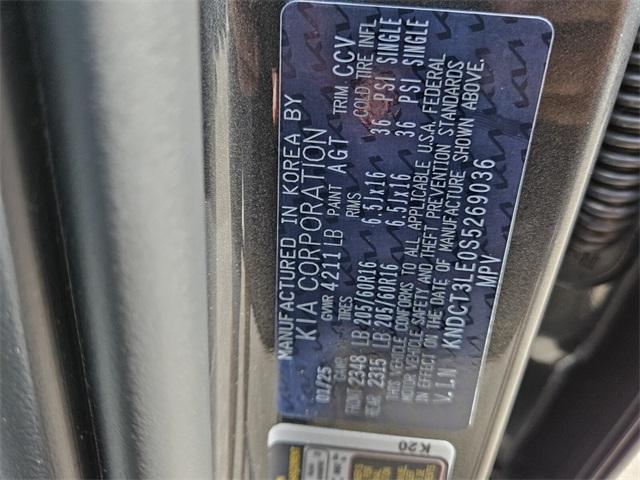 MANUFACTURED IN KOREA BY
KIA CORPORATION
01/25 GVWR 4211LB PAINT AGT TRIM CCV
GAWR TIRES RIMS COLD TIRE INFL
FRONT 2348 LB 205/60R16 6.5Jx16 36 PSI SINGLE
REAR 2315 LB 205/60R16 6.5Jx16 36 PSI SINGLE
THIS VEHICLE CONFORMS TO ALL APPLICABLE U.S.A. FEDERAL
MOTOR VEHICLE SAFETY AND THEFT PREVENTION STANDARDS
IN EFFECT ON THE DATE OF MANUFACTURE SHOWN ABOVE.
V.I.N KNDCT3LE0S5269036
MPV
K20